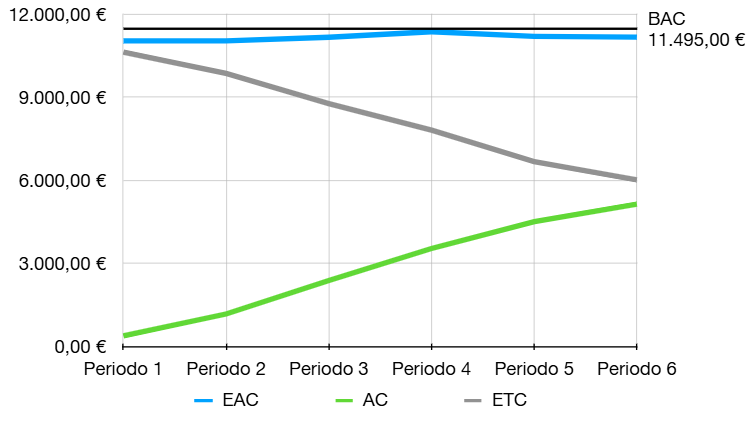 12.000,00 €
BAC
11.495,00 €
9.000,00 €
6.000,00 €
3.000,00 €
0,00 €
Periodo 1 Periodo 2 Periodo 3 Periodo 4 Periodo 5 Periodo 6
EAC AC ETC